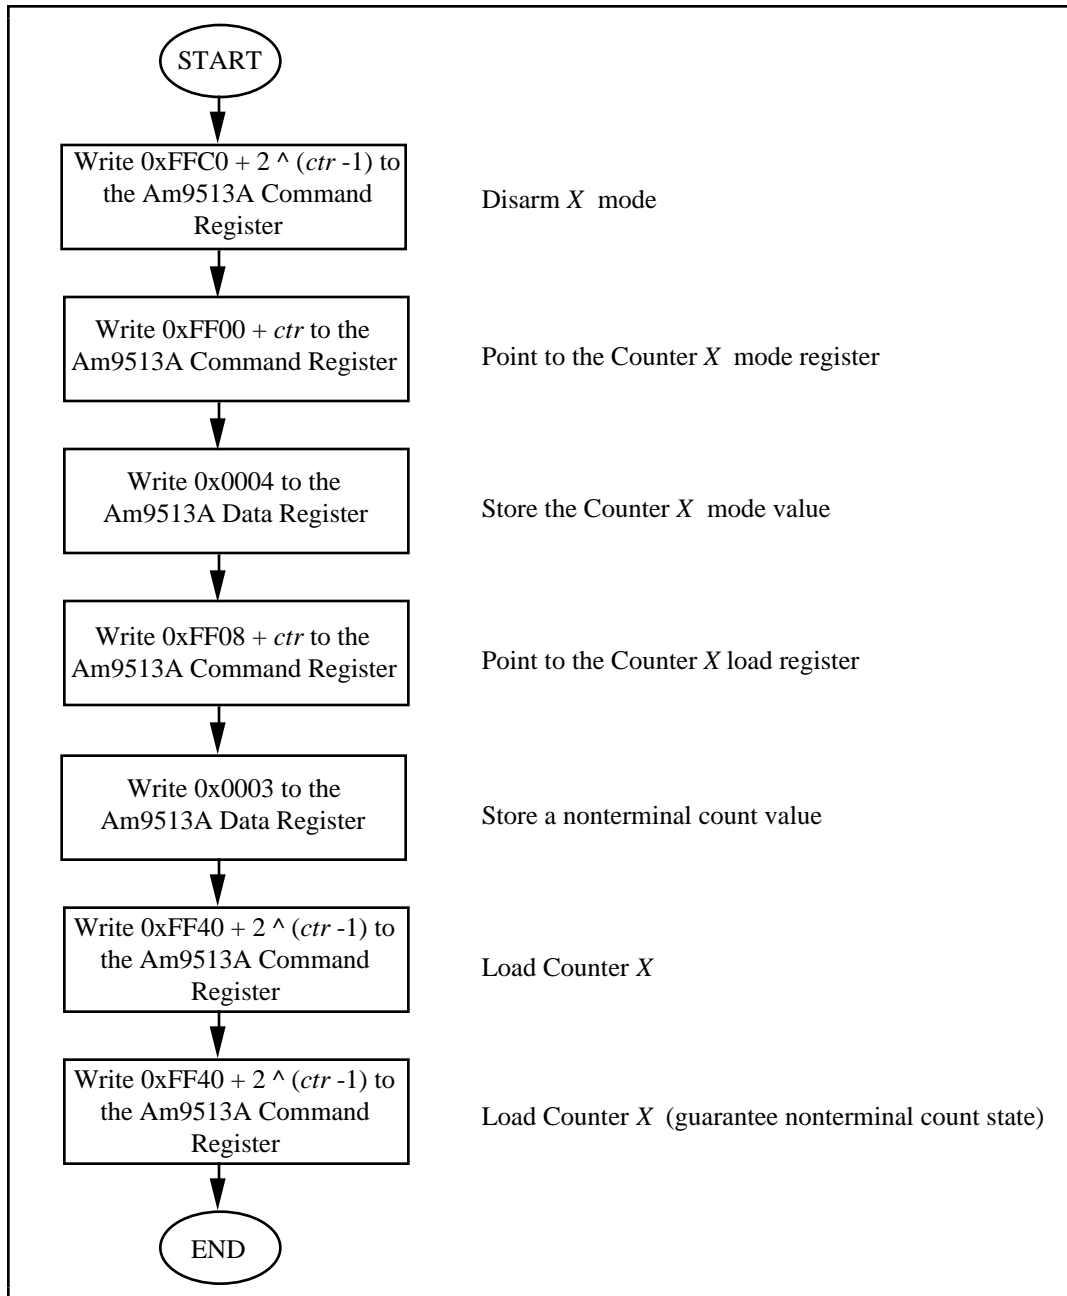 START
Write 0xFFC0 + 2 ^ (ctr -1) to
the Am9513A Command
Register
Disarm X mode
Write 0xFF00 + ctr to the
Am9513A Command Register
Point to the Counter X mode register
Write 0x0004 to the
Am9513A Data Register
Store the Counter X mode value
Write 0xFF08 + ctr to the
Am9513A Command Register
Point to the Counter X load register
Write 0x0003 to the
Am9513A Data Register
Store a nonterminal count value
Write 0xFF40 + 2 ^ (ctr -1) to
the Am9513A Command
Register
Load Counter X
Write 0xFF40 + 2 ^ (ctr -1) to
the Am9513A Command
Register
Load Counter X (guarantee nonterminal count state)
END